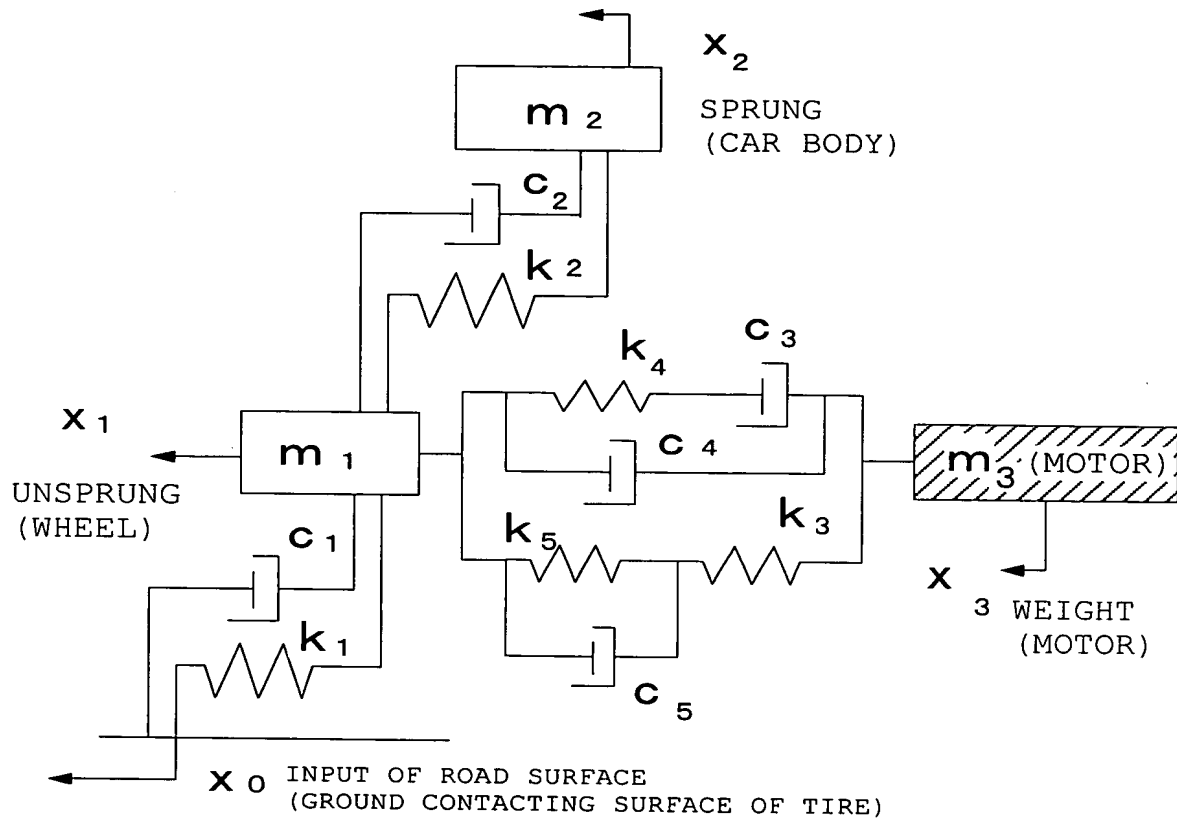 x2
m2
SPRUNG
(CAR BODY)
c2
k2
c3
k4
x1
m1
c4
m3 (MOTOR)
UNSPRUNG
(WHEEL)
c1
k5
k3
x3 WEIGHT
(MOTOR)
k1
c5
x0 INPUT OF ROAD SURFACE
(GROUND CONTACTING SURFACE OF TIRE)